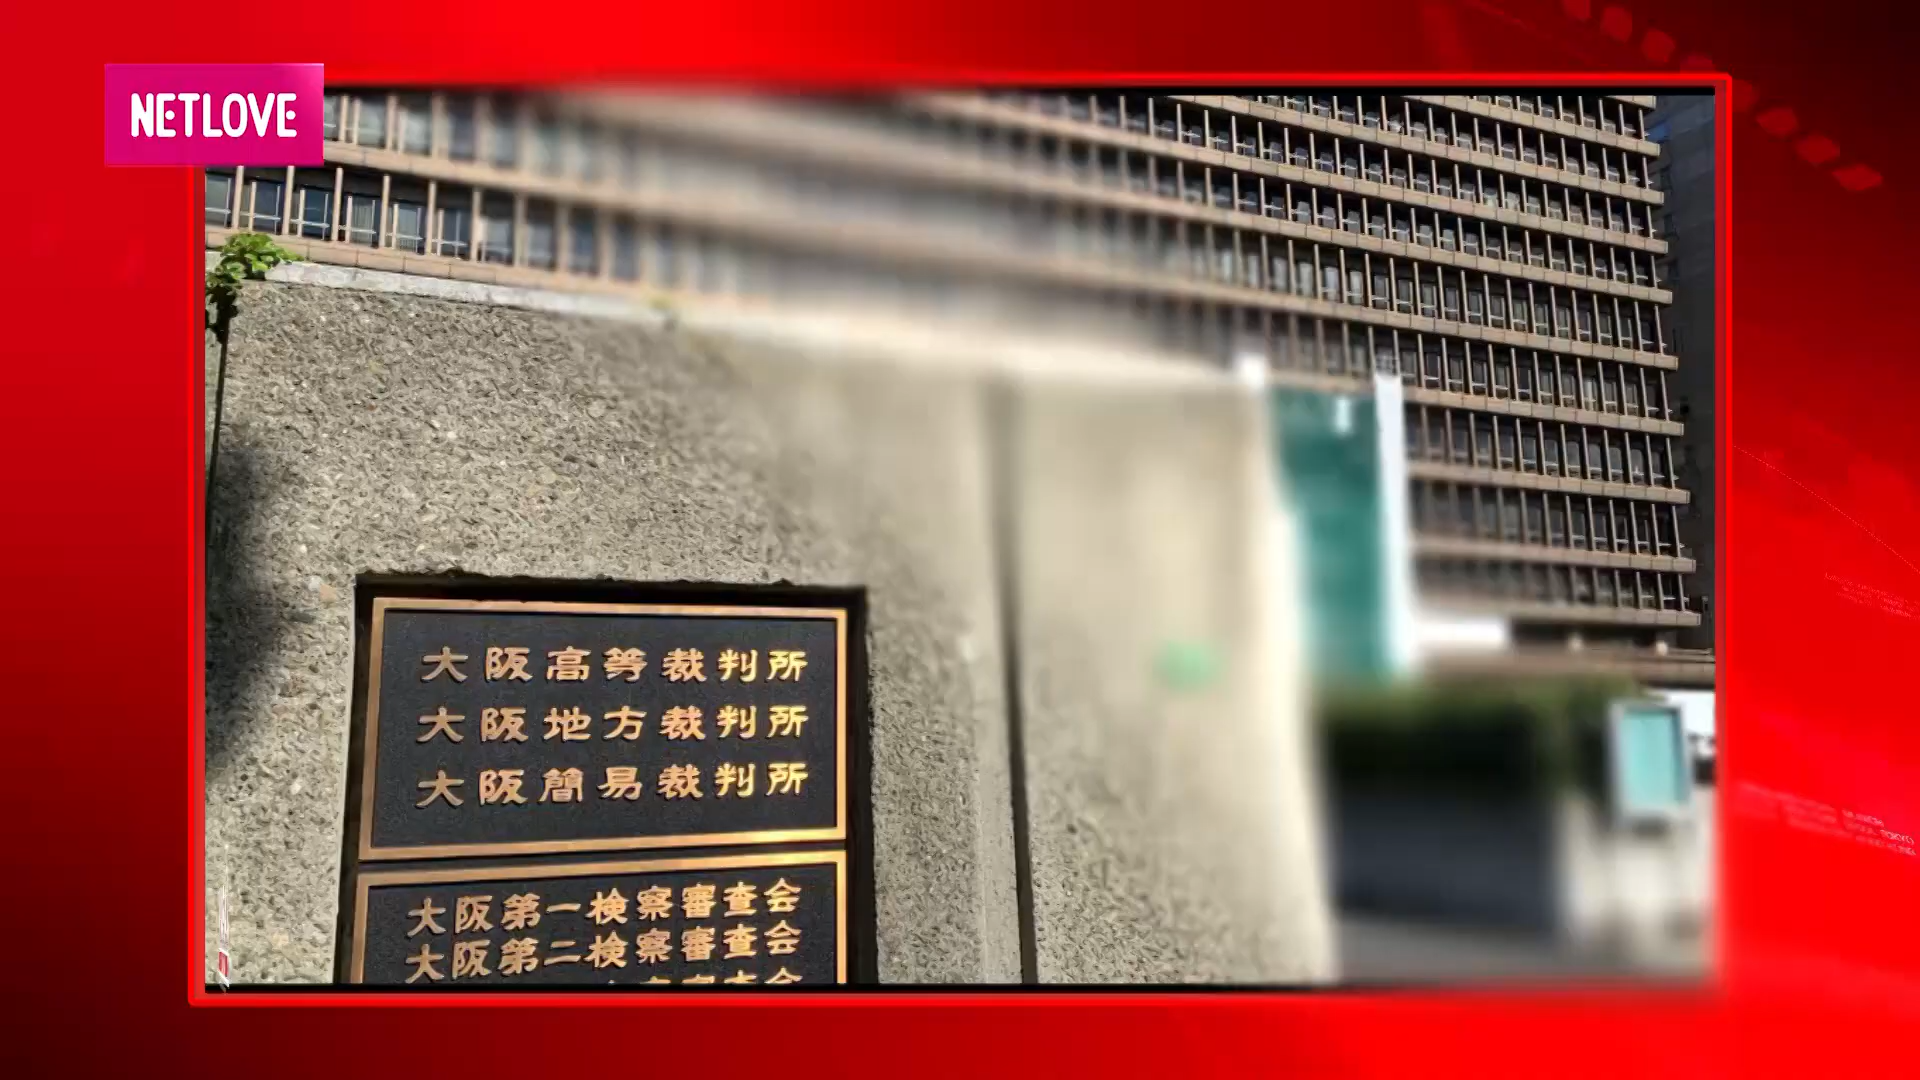 NETLOVE
大阪高等裁判所
大阪地方裁判所
大阪簡易裁判所
大阪第一検察審査会
大阪第二検察審査会